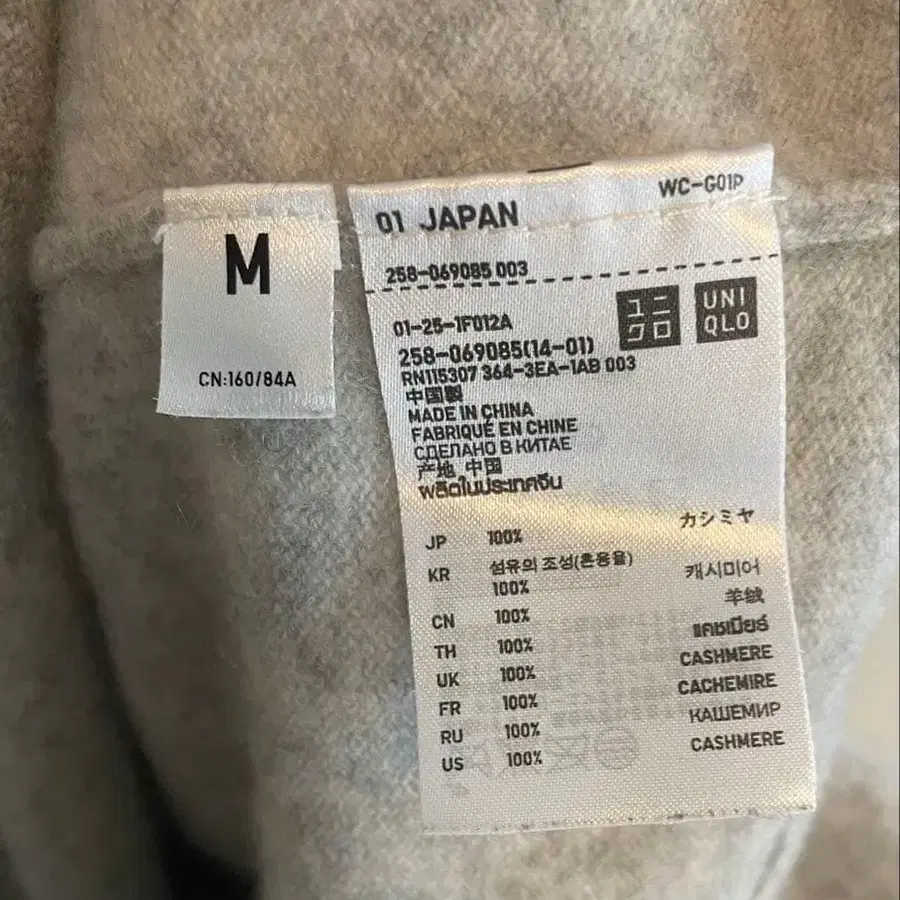 M
CN:160/84A
WC-G01P
01 JAPAN
258-069085 003
01-25-1F012A
ユニ
クロ
UNI
QLO
258-069085(14-01)
RN115307 364-3EA-1AB 003
中国製
MADE IN CHINA
FABRIQUÉ EN CHINE
СДЕЛАНО В КИТАЕ
产地 中国
ผลิตในประเทศจีน
JP 100% カシミヤ
KR 섬유의 조성(혼용율)
100% 캐시미어
CN 100% 羊绒
TH 100% แคชเมียร์
UK 100% CASHMERE
FR 100% CACHEMIRE
RU 100% КАШЕМИР
US 100% CASHMERE